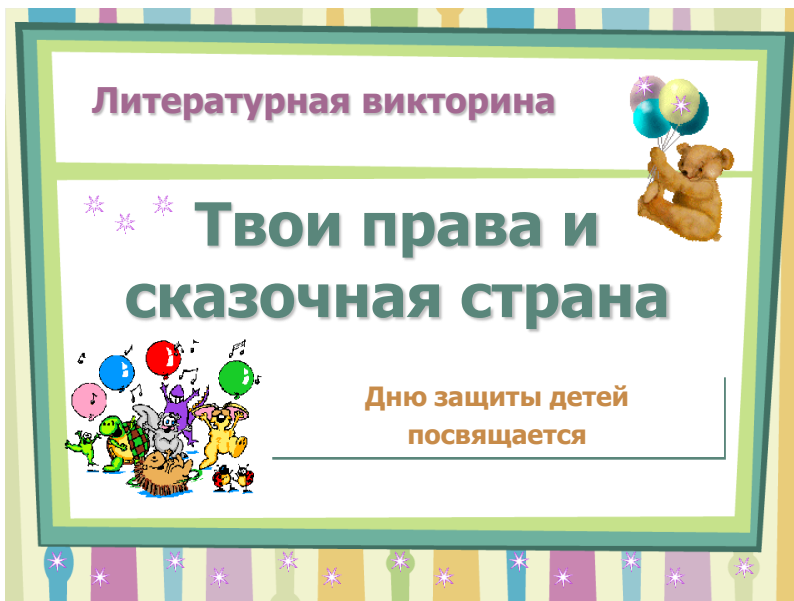 Литературная викторина
Твои права и
сказочная страна
Дню защиты детей
посвящается